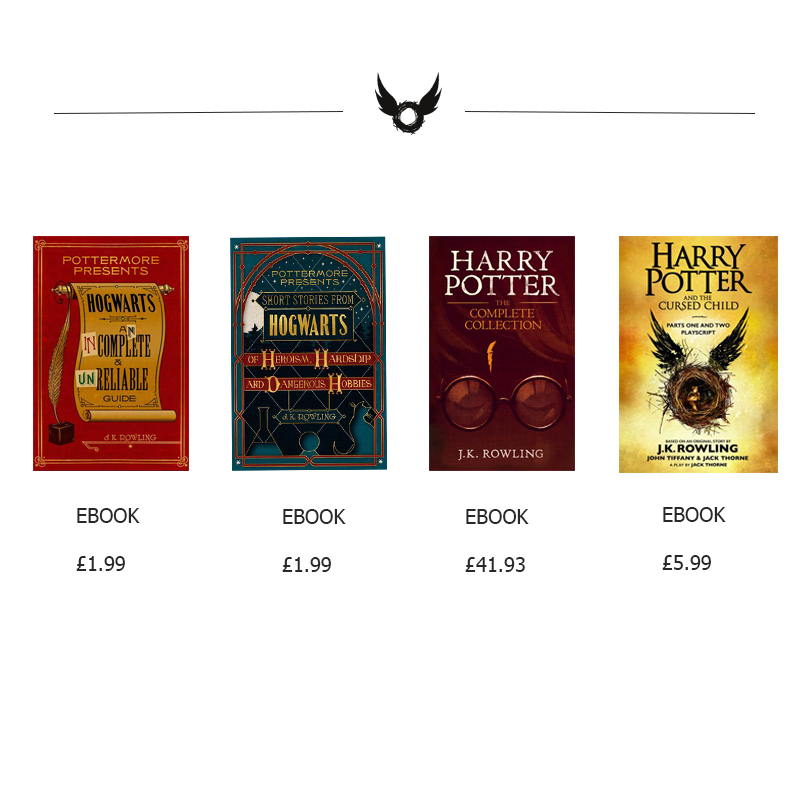 POTTERMORE
PRESENTS
HOGWARTS
AN
INCOMPLETE
&
UNRELIABLE
GUIDE
J.K. ROWLING
POTTERMORE
PRESENTS
SHORT STORIES FROM
HOGWARTS
OF HEROISM, HARDSHIP
AND DANGEROUS HOBBIES
J.K. ROWLING
HARRY
POTTER
THE
COMPLETE
COLLECTION
J.K. ROWLING
HARRY
POTTER
AND THE
CURSED CHILD
PARTS ONE AND TWO
PLAYSCRIPT
BASED ON AN ORIGINAL STORY BY
J.K. ROWLING
JOHN TIFFANY & JACK THORNE
A PLAY BY JACK THORNE
EBOOK
£1.99
EBOOK
£1.99
EBOOK
£41.93
EBOOK
£5.99